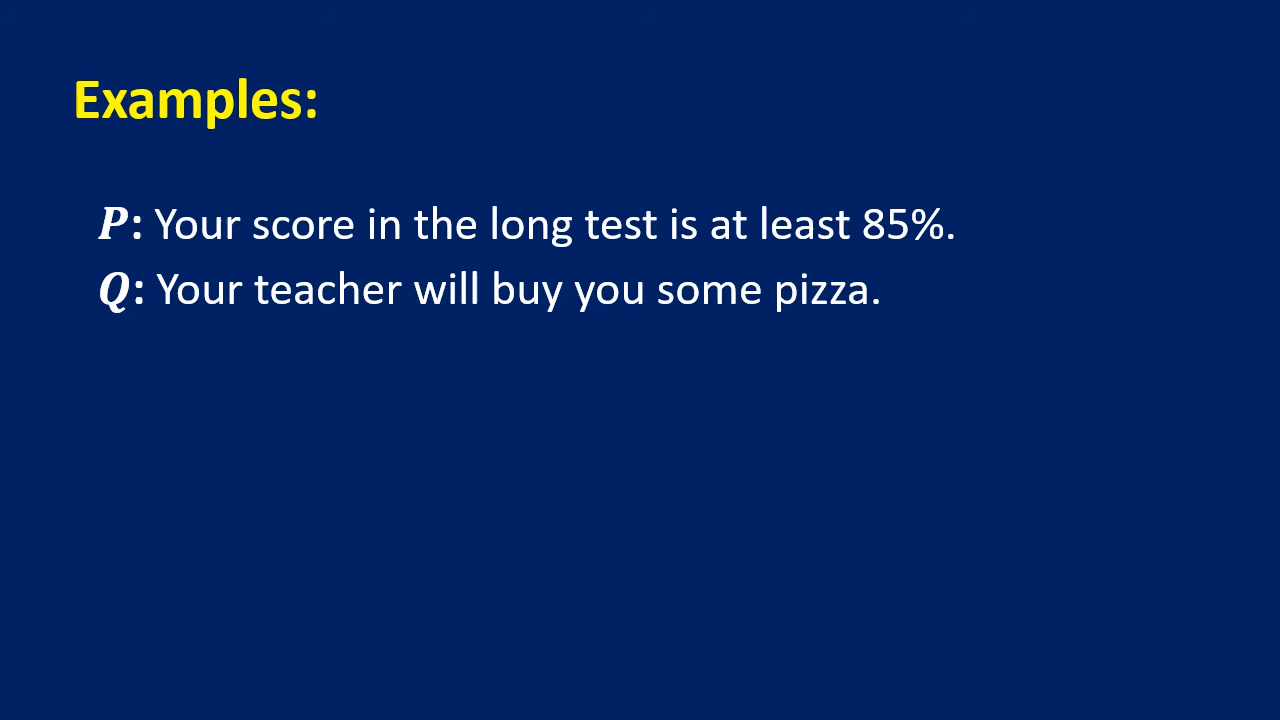 Examples:
P: Your score in the long test is at least 85%.
Q: Your teacher will buy you some pizza.